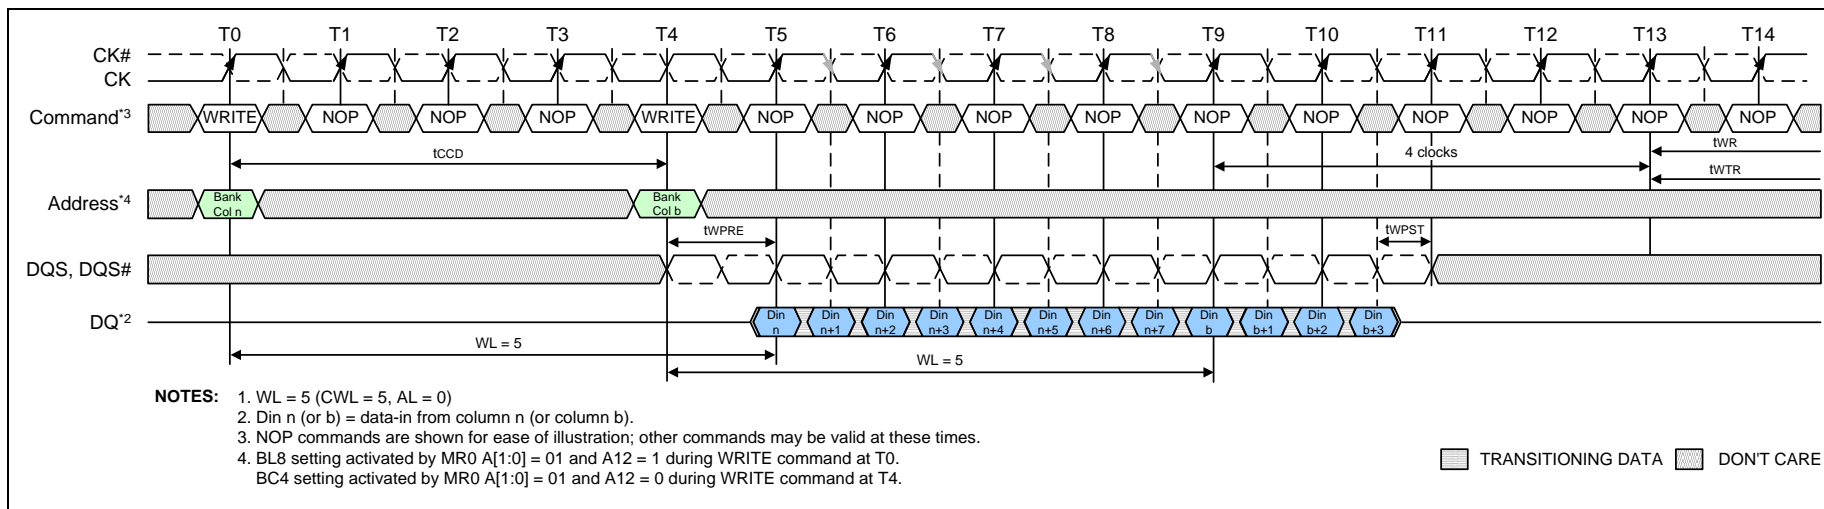 T0 T1 T2 T3 T4 T5 T6 T7 T8 T9 T10 T11 T12 T13 T14
CK#
CK
Command*3 WRITE NOP NOP NOP WRITE NOP NOP NOP NOP NOP NOP NOP NOP NOP NOP
tCCD 4 clocks tWR
tWTR
Address*4 Bank Col n Bank Col b
tWPRE tWPST
DQS, DQS#
DQ*2 Din n Din n+1 Din n+2 Din n+3 Din n+4 Din n+5 Din n+6 Din n+7 Din b Din b+1 Din b+2 Din b+3
WL = 5 WL = 5
NOTES: 1. WL = 5 (CWL = 5, AL = 0)
2. Din n (or b) = data-in from column n (or column b).
3. NOP commands are shown for ease of illustration; other commands may be valid at these times.
4. BL8 setting activated by MR0 A[1:0] = 01 and A12 = 1 during WRITE command at T0.
BC4 setting activated by MR0 A[1:0] = 01 and A12 = 0 during WRITE command at T4.
TRANSITIONING DATA DON'T CARE